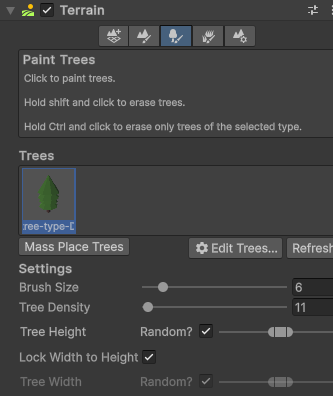 Terrain
Paint Trees
Click to paint trees.
Hold shift and click to erase trees.
Hold Ctrl and click to erase only trees of the selected type.
Trees
ree-type-D
Mass Place Trees
Edit Trees...
Refresh
Settings
Brush Size
6
Tree Density
11
Tree Height
Random?
Lock Width to Height
Tree Width
Random?